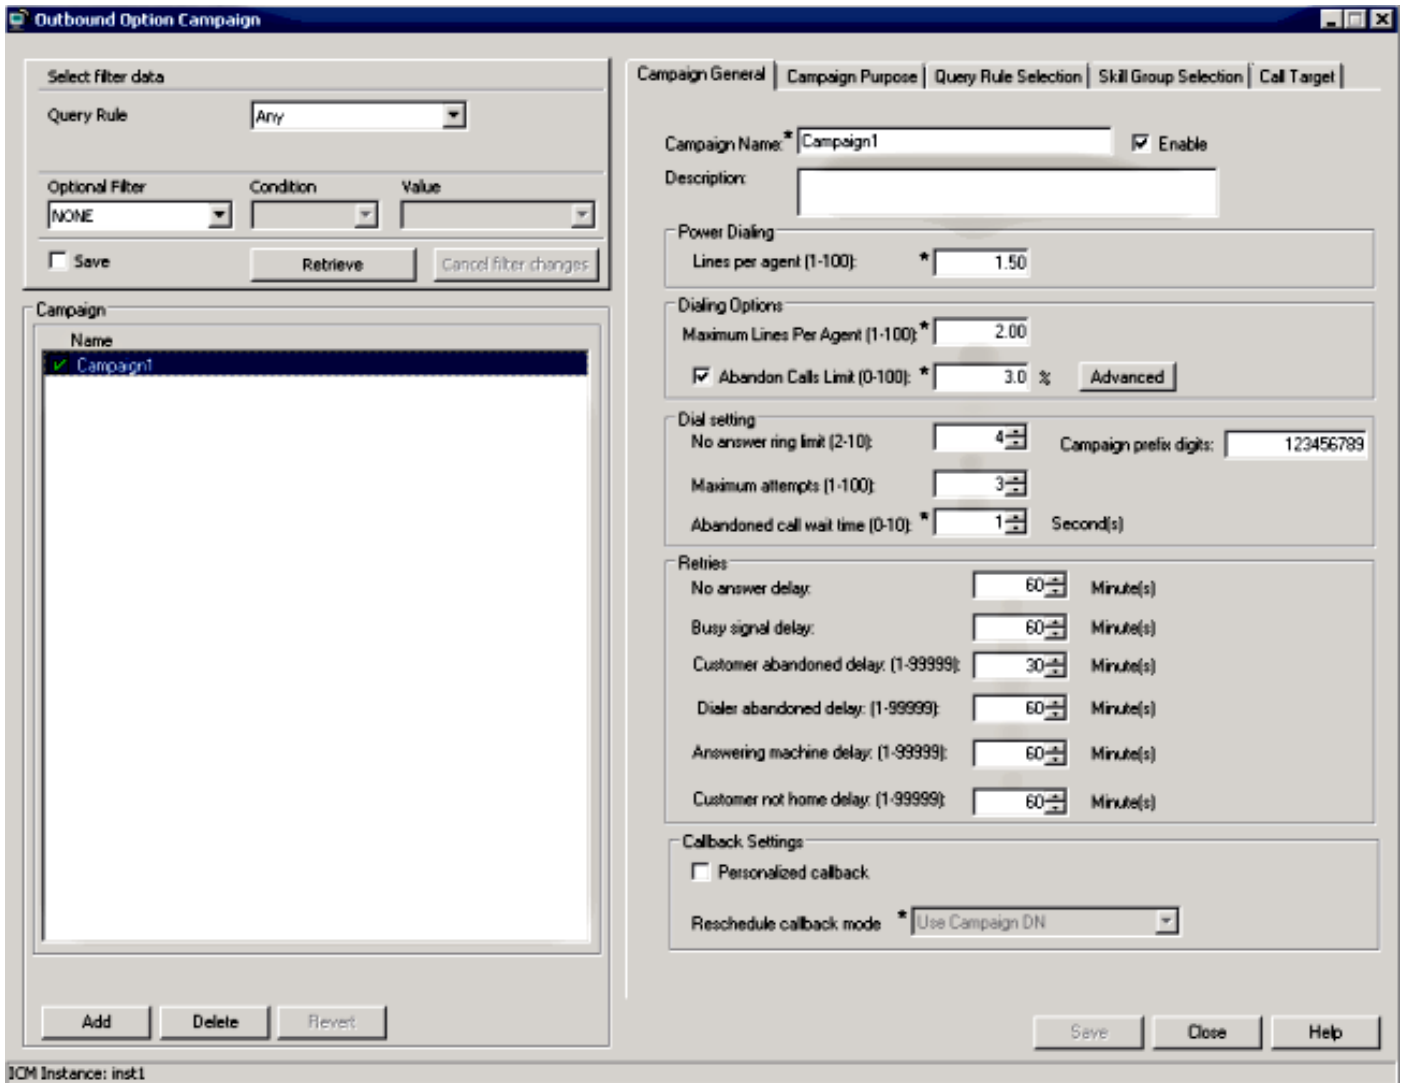 Outbound Option Campaign
Select filter data
Query Rule
Any
Optional Filter Condition Value
NONE
Save Retrieve Cancel filter changes
Campaign
Name
Campaign1
Add Delete Revert
Campaign General Campaign Purpose Query Rule Selection Skill Group Selection Call Target
Campaign Name:* Campaign1 Enable
Description:
Power Dialing
Lines per agent (1-100): * 1.50
Dialing Options
Maximum Lines Per Agent (1-100):* 2.00
Abandon Calls Limit (0-100): * 3.0 % Advanced
Dial setting
No answer ring limit (2-10): 4 Campaign prefix digits: 123456789
Maximum attempts (1-100): 3
Abandoned call wait time (0-10): * 1 Second(s)
Retries
No answer delay: 60 Minute(s)
Busy signal delay: 60 Minute(s)
Customer abandoned delay: (1-99999): 30 Minute(s)
Dialer abandoned delay: (1-99999): 60 Minute(s)
Answering machine delay: (1-99999): 60 Minute(s)
Customer not home delay: (1-99999): 60 Minute(s)
Callback Settings
Personalized callback
Reschedule callback mode * Use Campaign DN
Save Close Help
ICM Instance: inst1